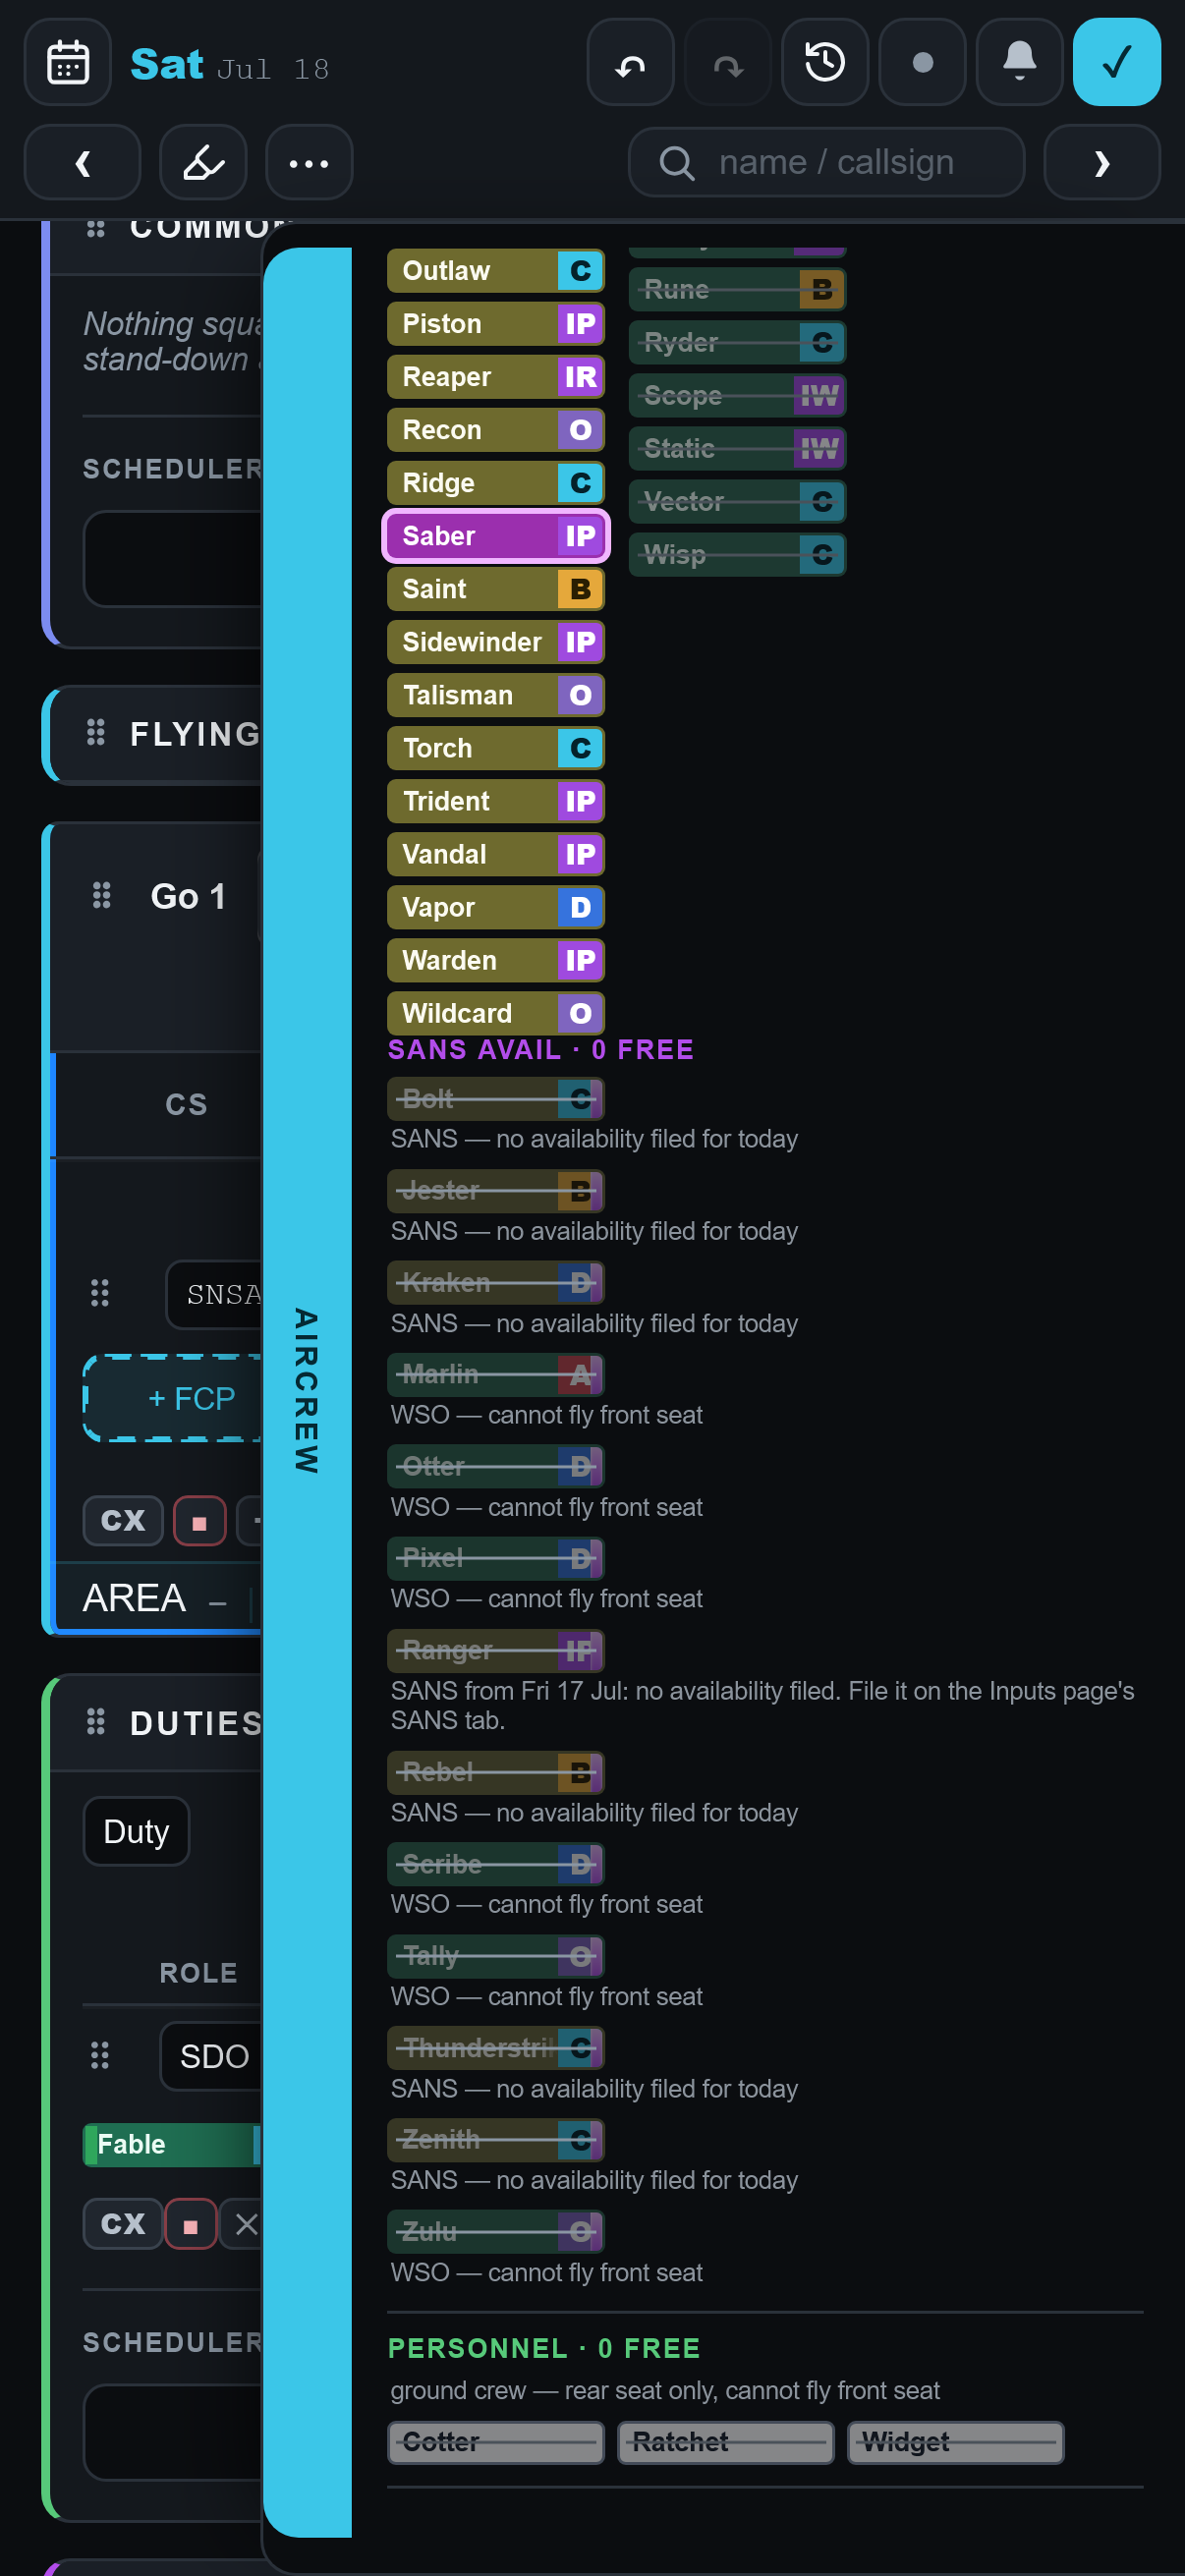 Sat Jul 18
name / callsign
COMMON
Nothing squa
stand-down
SCHEDULER
FLYING
Go 1
CS
SNSA
+ FCP
CX
AREA –
DUTIES
Duty
ROLE
SDO
Fable
CX
SCHEDULER
AIRCREW
Outlaw C
Piston IP
Reaper IR
Recon O
Ridge C
Saber IP
Saint B
Sidewinder IP
Talisman O
Torch C
Trident IP
Vandal IP
Vapor D
Warden IP
Wildcard O
Rune B
Ryder C
Scope IW
Static IW
Vector C
Wisp C
SANS AVAIL · 0 FREE
Bolt C
SANS — no availability filed for today
Jester B
SANS — no availability filed for today
Kraken D
SANS — no availability filed for today
Marlin A
WSO — cannot fly front seat
Otter D
WSO — cannot fly front seat
Pixel D
WSO — cannot fly front seat
Ranger IP
SANS from Fri 17 Jul: no availability filed. File it on the Inputs page's
SANS tab.
Rebel B
SANS — no availability filed for today
Scribe D
WSO — cannot fly front seat
Tally O
WSO — cannot fly front seat
Thunderstri C
SANS — no availability filed for today
Zenith C
SANS — no availability filed for today
Zulu O
WSO — cannot fly front seat
PERSONNEL · 0 FREE
ground crew — rear seat only, cannot fly front seat
Cotter Ratchet Widget